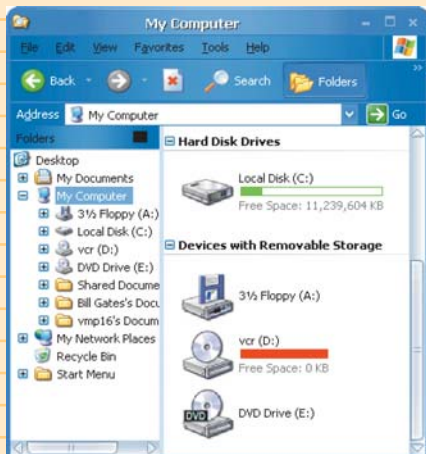 My Computer
File Edit View Favorites Tools Help
Back Search Folders
Address My Computer Go
Folders
Desktop
My Documents
My Computer
3½ Floppy (A:)
Local Disk (C:)
vcr (D:)
DVD Drive (E:)
Shared Docume
Bill Gates's Docu
vmp16's Docum
My Network Places
Recycle Bin
Start Menu
Hard Disk Drives
Local Disk (C:)
Free Space: 11,239,604 KB
Devices with Removable Storage
3½ Floppy (A:)
vcr (D:)
Free Space: 0 KB
DVD DVD Drive (E:)